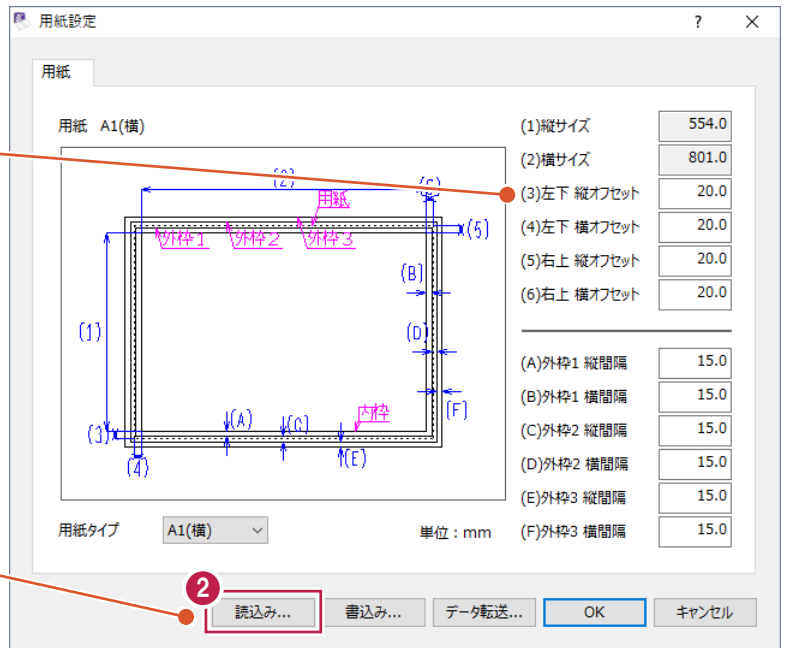 用紙設定
? ×
用紙
用紙 A1(横)
(2)
(6)
用紙
外枠1 外枠2 外枠3
(5)
(B)
(1)
(D)
(F)
内枠
(A) (C)
(3)
(E)
(4)
用紙タイプ A1(横)
単位：mm
(1)縦サイズ 554.0
(2)横サイズ 801.0
(3)左下 縦オフセット 20.0
(4)左下 横オフセット 20.0
(5)右上 縦オフセット 20.0
(6)右上 横オフセット 20.0
(A)外枠1 縦間隔 15.0
(B)外枠1 横間隔 15.0
(C)外枠2 縦間隔 15.0
(D)外枠2 横間隔 15.0
(E)外枠3 縦間隔 15.0
(F)外枠3 横間隔 15.0
2
読込み... 書込み... データ転送... OK キャンセル